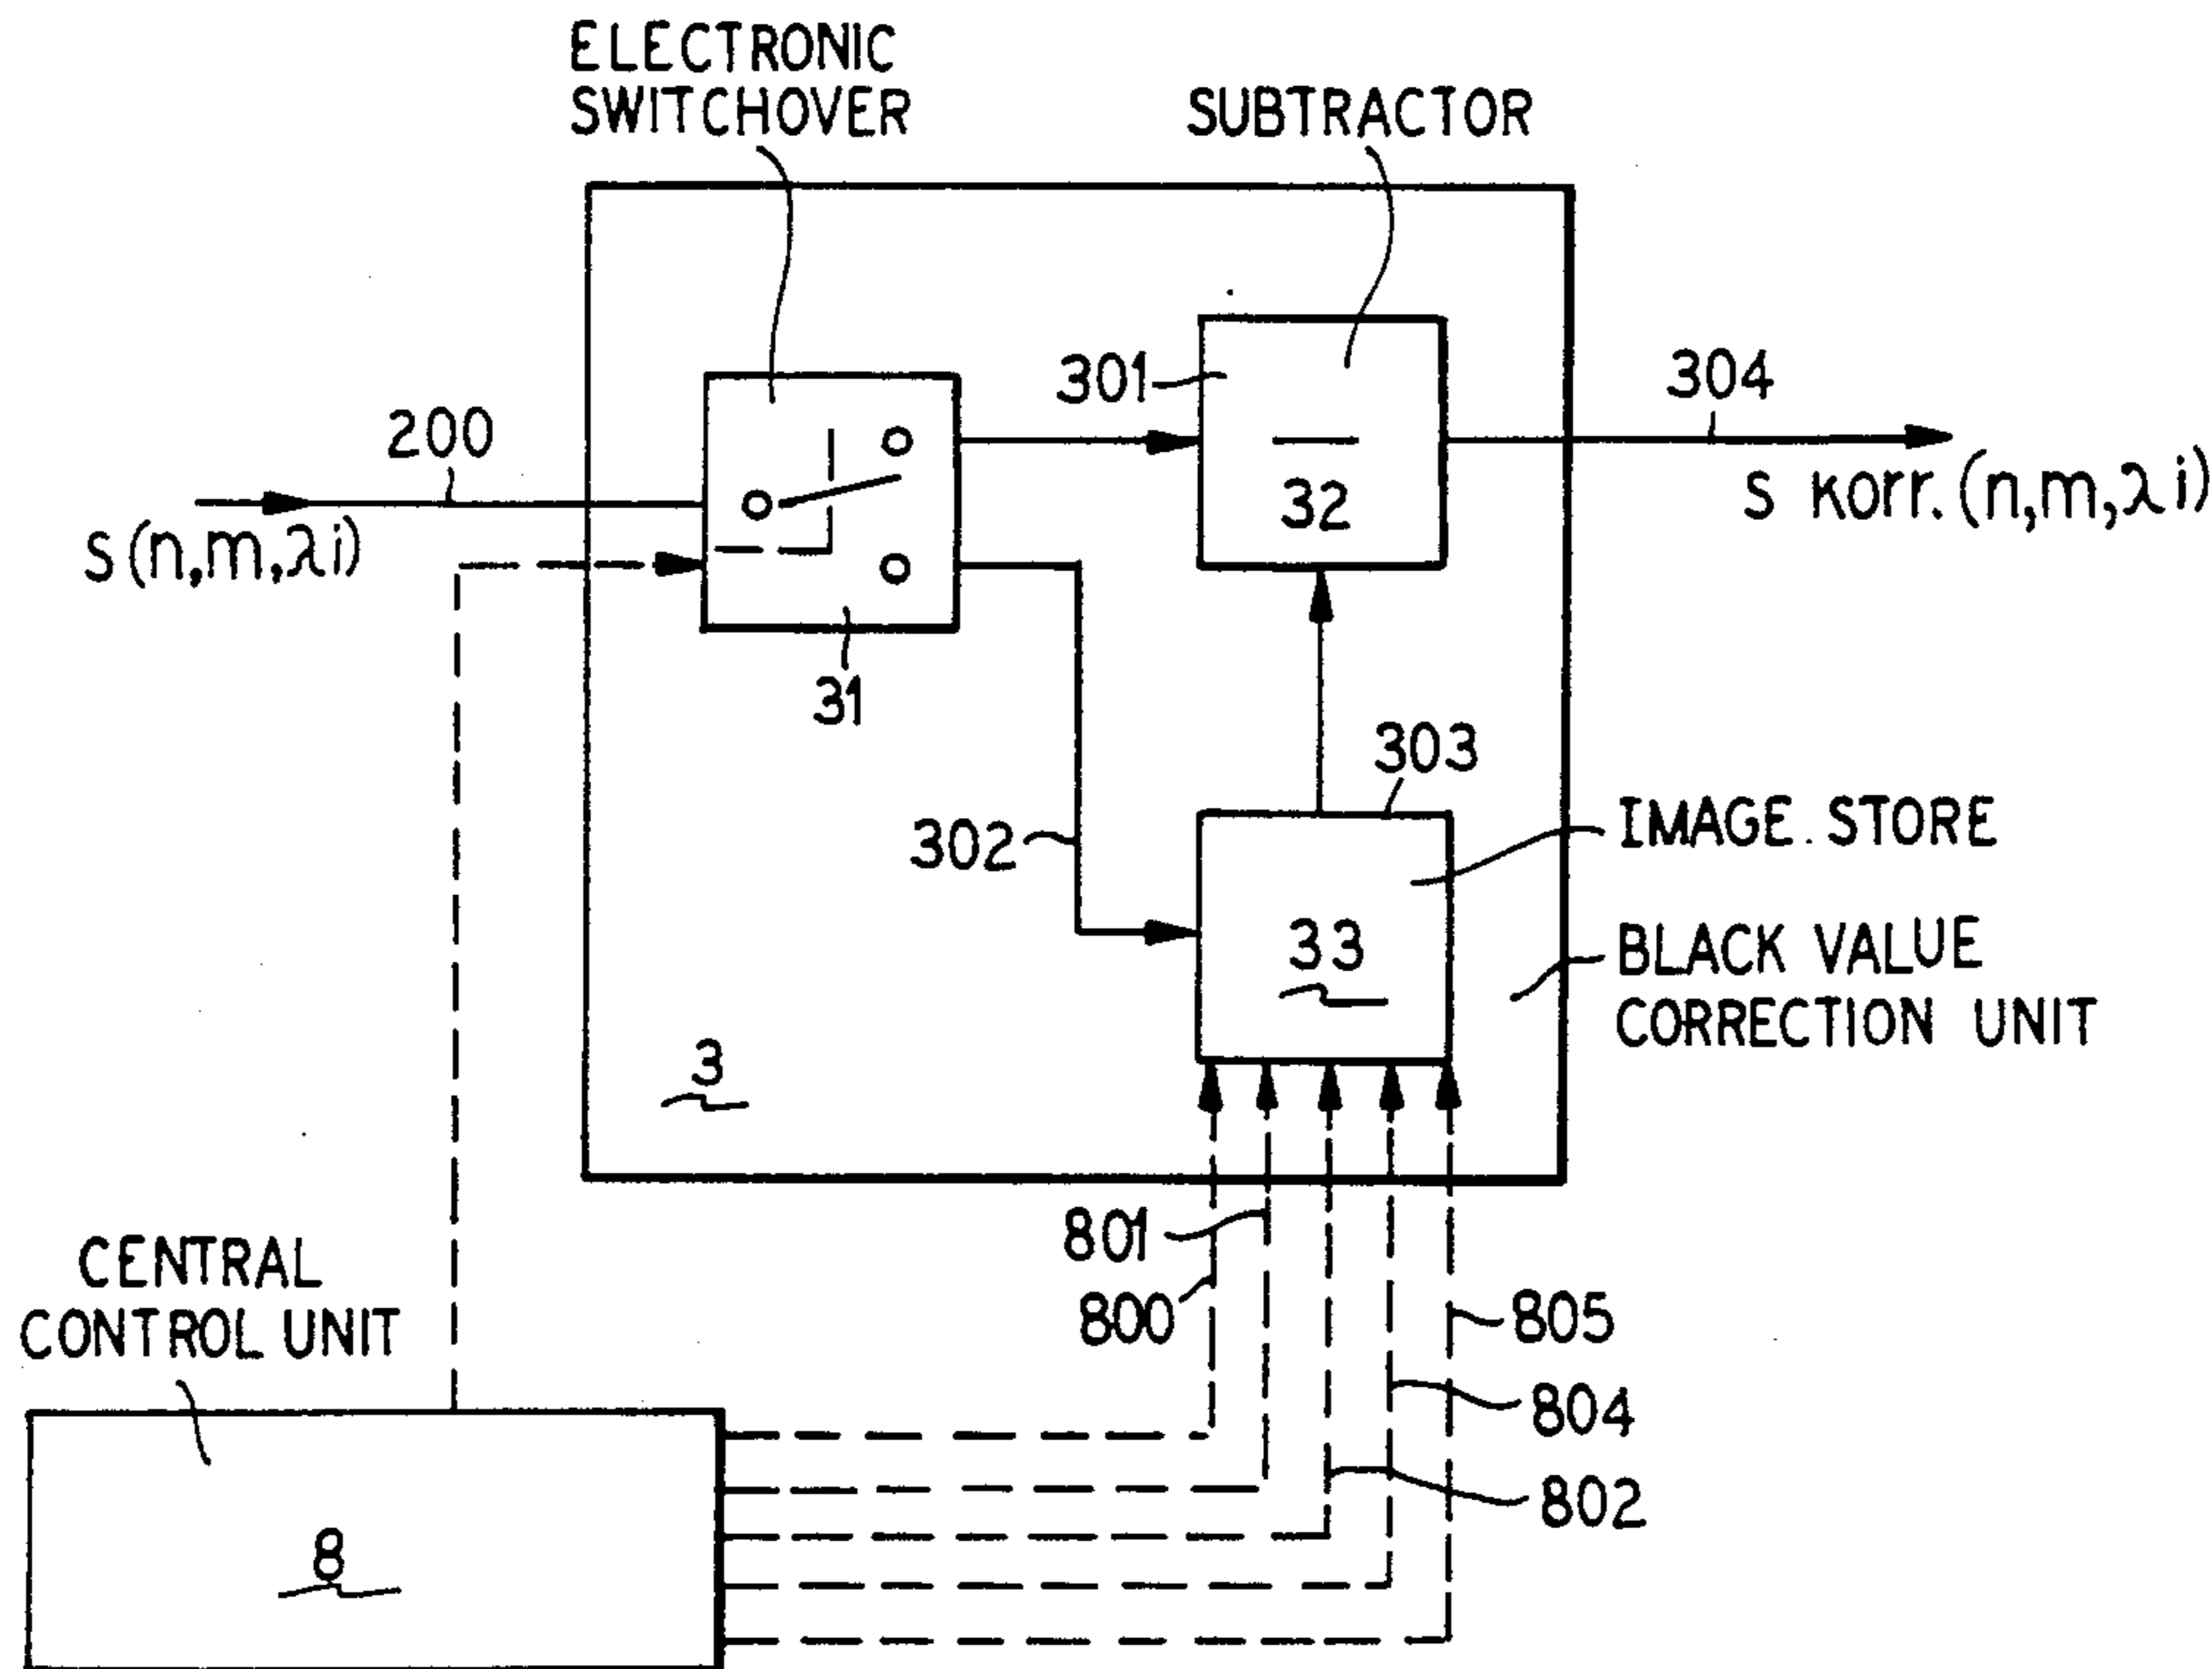 ELECTRONIC
SWITCHOVER
SUBTRACTOR
301
304
200
S (n,m,λi)
S korr. (n,m,λi)
32
31
303
302
IMAGE. STORE
33
BLACK VALUE
CORRECTION UNIT
3
801
800
805
804
802
CENTRAL
CONTROL UNIT
8